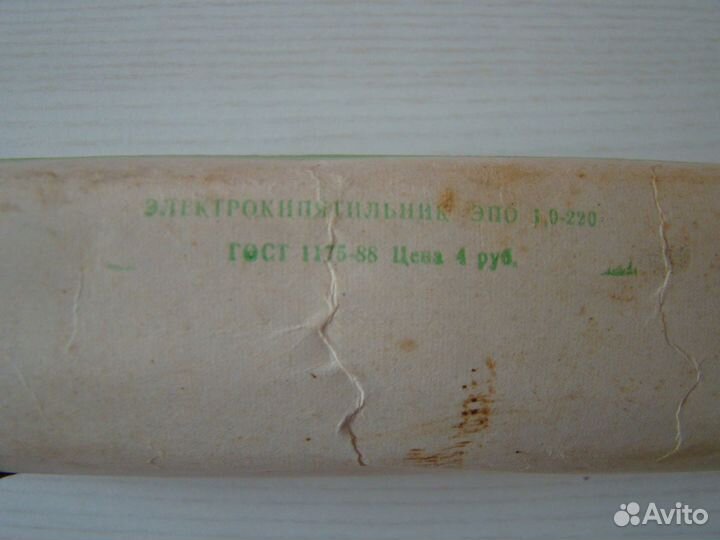 ЭЛЕКТРОКИПЯТИЛЬНИК ЭПО 1,0-220
ГОСТ 1175-88 Цена 4 руб.
Avito